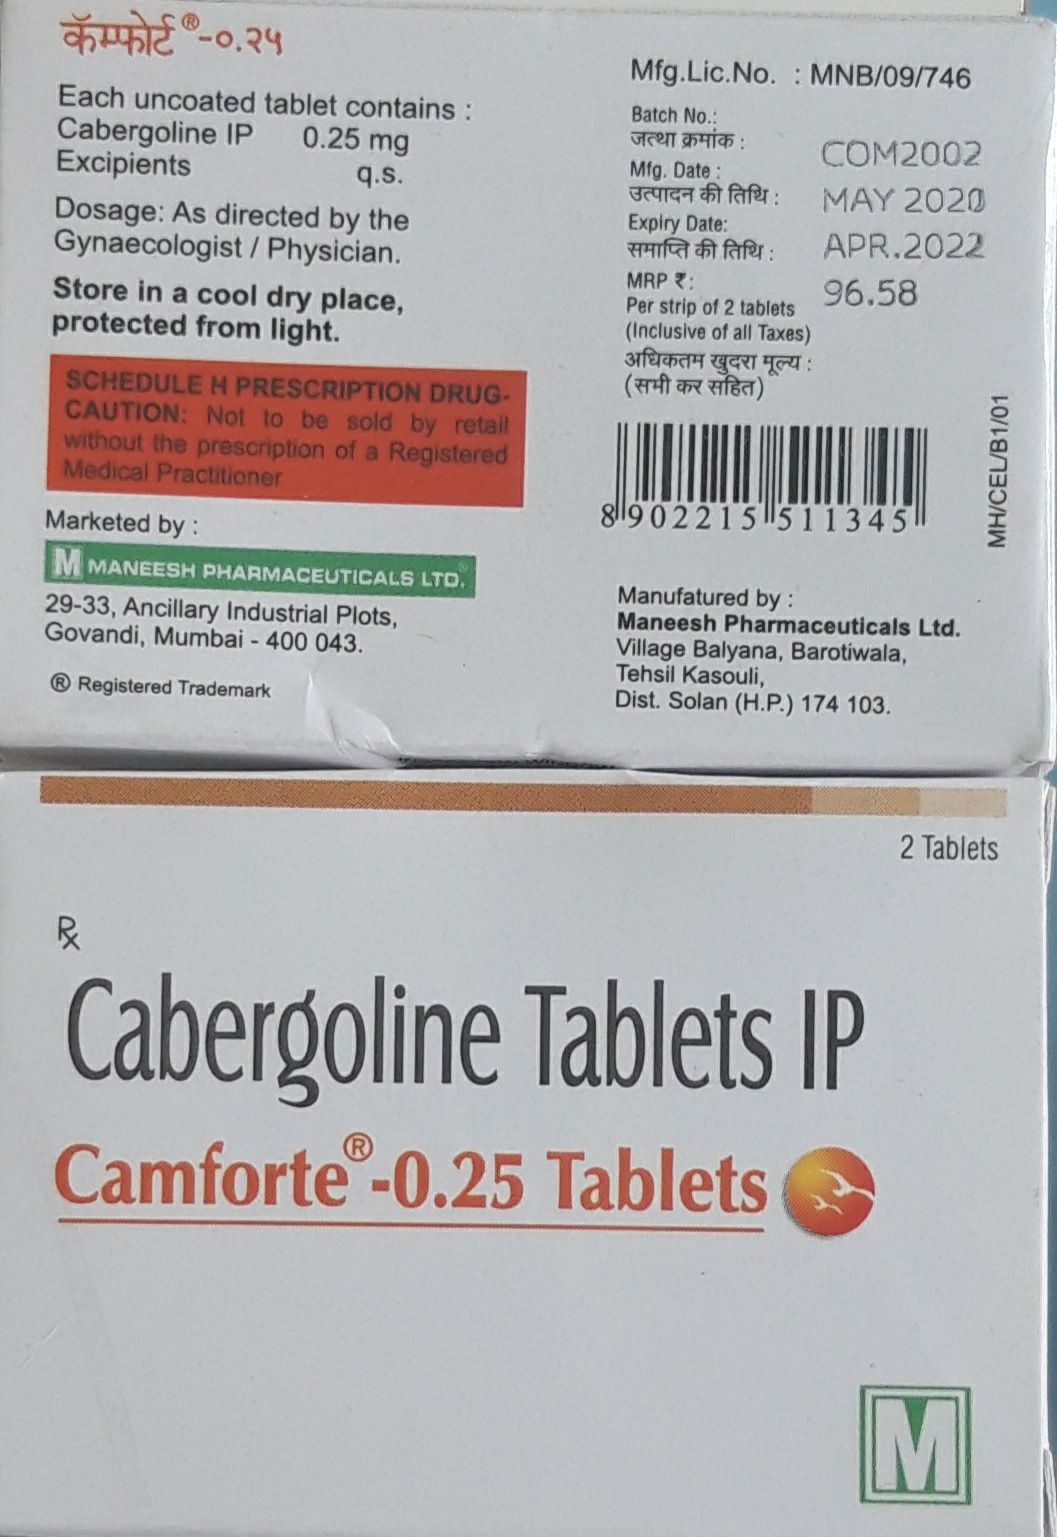 कॅम्फोर्ट®-०.२५
Each uncoated tablet contains :
Cabergoline IP 0.25 mg
Excipients q.s.
Dosage: As directed by the
Gynaecologist / Physician.
Store in a cool dry place,
protected from light.
SCHEDULE H PRESCRIPTION DRUG-
CAUTION: Not to be sold by retail
without the prescription of a Registered
Medical Practitioner
Marketed by :
M MANEESH PHARMACEUTICALS LTD.
29-33, Ancillary Industrial Plots,
Govandi, Mumbai - 400 043.
® Registered Trademark
Mfg.Lic.No. : MNB/09/746
Batch No.:
जत्था क्रमांक : COM2002
Mfg. Date :
उत्पादन की तिथि : MAY 2020
Expiry Date:
समाप्ति की तिथि : APR.2022
MRP ₹: 96.58
Per strip of 2 tablets
(Inclusive of all Taxes)
अधिकतम खुदरा मूल्य :
(सभी कर सहित)
8 902215 511345
MH/CEL/B1/01
Manufatured by :
Maneesh Pharmaceuticals Ltd.
Village Balyana, Barotiwala,
Tehsil Kasouli,
Dist. Solan (H.P.) 174 103.
2 Tablets
Rx
Cabergoline Tablets IP
Camforte®-0.25 Tablets
M